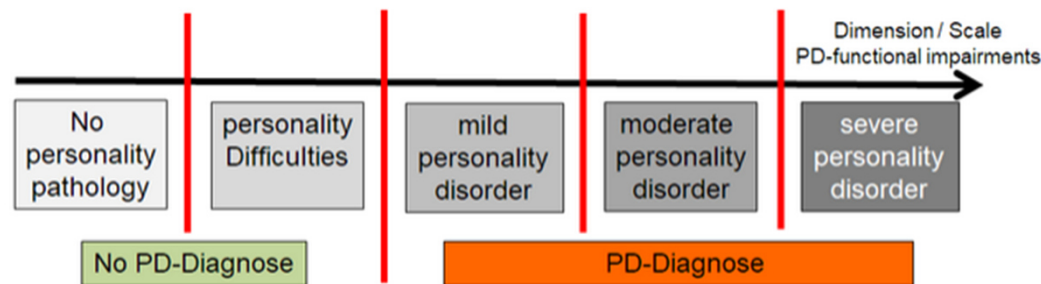 Dimension / Scale
PD-functional impairments
No
personality
pathology
personality
Difficulties
mild
personality
disorder
moderate
personality
disorder
severe
personality
disorder
No PD-Diagnose
PD-Diagnose